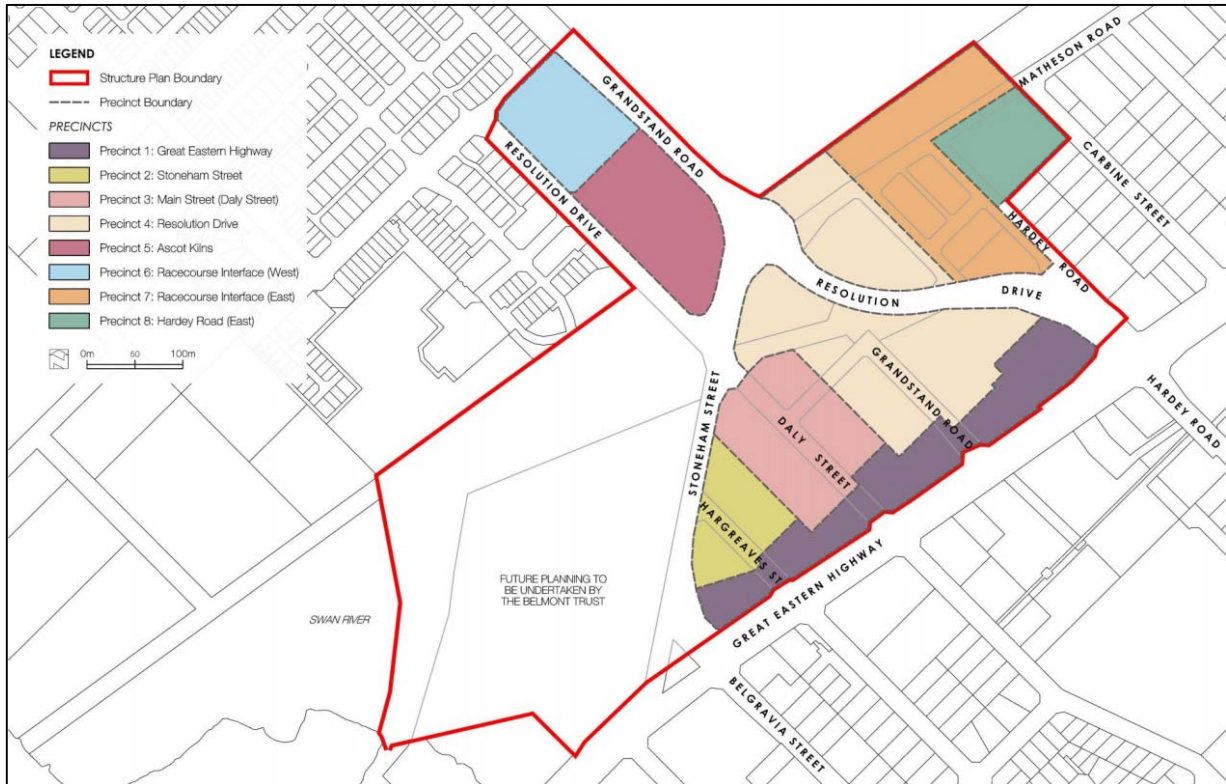 LEGEND
Structure Plan Boundary
Precinct Boundary
PRECINCTS
Precinct 1: Great Eastern Highway
Precinct 2: Stoneham Street
Precinct 3: Main Street (Daly Street)
Precinct 4: Resolution Drive
Precinct 5: Ascot Kilns
Precinct 6: Racecourse Interface (West)
Precinct 7: Racecourse Interface (East)
Precinct 8: Hardey Road (East)
N
0m 50 100m
GRANDSTAND ROAD
RESOLUTION DRIVE
MATHESON ROAD
CARBINE STREET
HARDEY ROAD
RESOLUTION DRIVE
GRANDSTAND ROAD
HARDEY ROAD
STONEHAM STREET
DALY STREET
HARGREAVES ST
GREAT EASTERN HIGHWAY
BELGRAVIA STREET
FUTURE PLANNING TO
BE UNDERTAKEN BY
THE BELMONT TRUST
SWAN RIVER